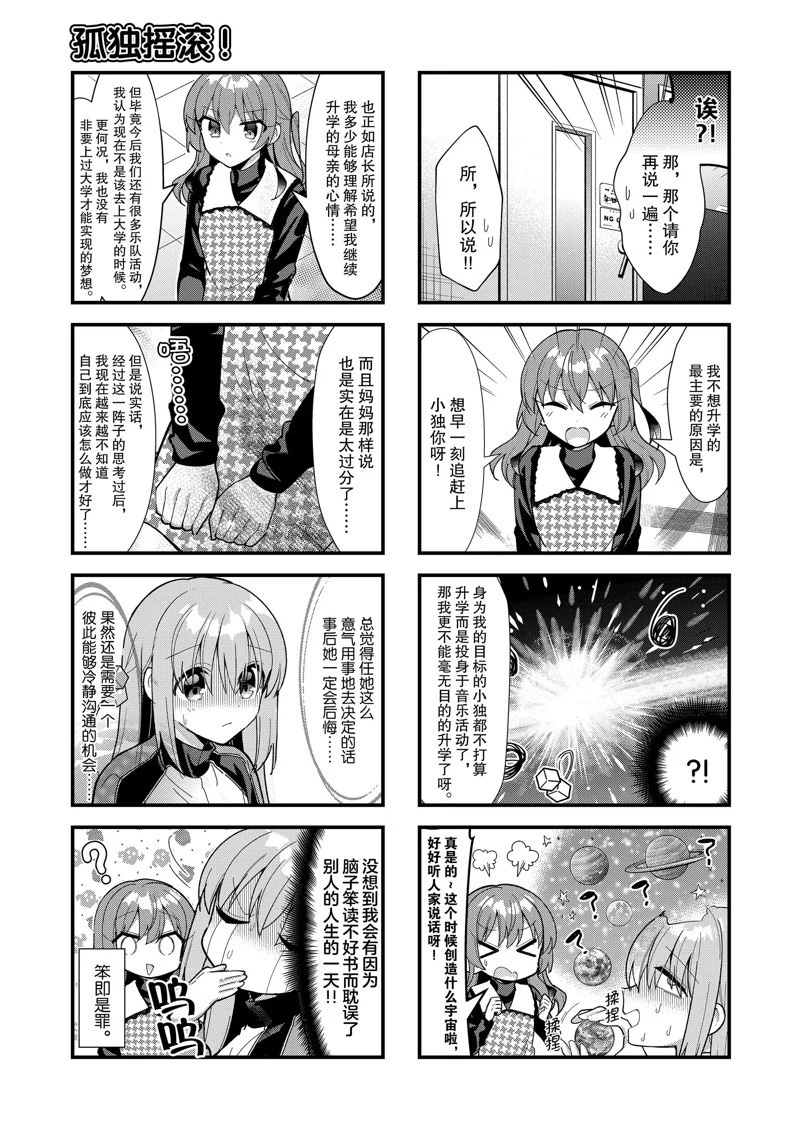 孤独摇滚！
诶?!
那，那个请你
再说一遍……
所，
所以说!!
NG
我不想升学的
最主要的原因是，
想早一刻追赶上
小独你呀！
身为我的目标的小独都不打算
升学而是投身于音乐活动了，
那我更不能毫无目的的升学了呀。
?!
真是的～这个时候创造什么宇宙啦，
好好听人家说话呀！
?
?
?
揉捏
揉捏
也正如店长所说的，
我多少能够理解希望我继续
升学的母亲的心情……
但毕竟今后我们还有很多乐队活动，
我认为现在不是该去上大学的时候。
更何况，我也没有
非要上过大学才能实现的梦想。
而且妈妈那样说
也是实在是太过分了……
唔……
但是说实话，
经过这一阵子的思考过后，
我现在越来越不知道
自己到底应该怎么做才好了……
总觉得任她这么
意气用事地去决定的话
事后她一定会后悔……
果然还是需要一个
彼此能够冷静沟通的机会……
没想到我会有因为
脑子笨读不好书而耽误了
别人的人生的一天!!
?
呜
呜
笨即是罪。